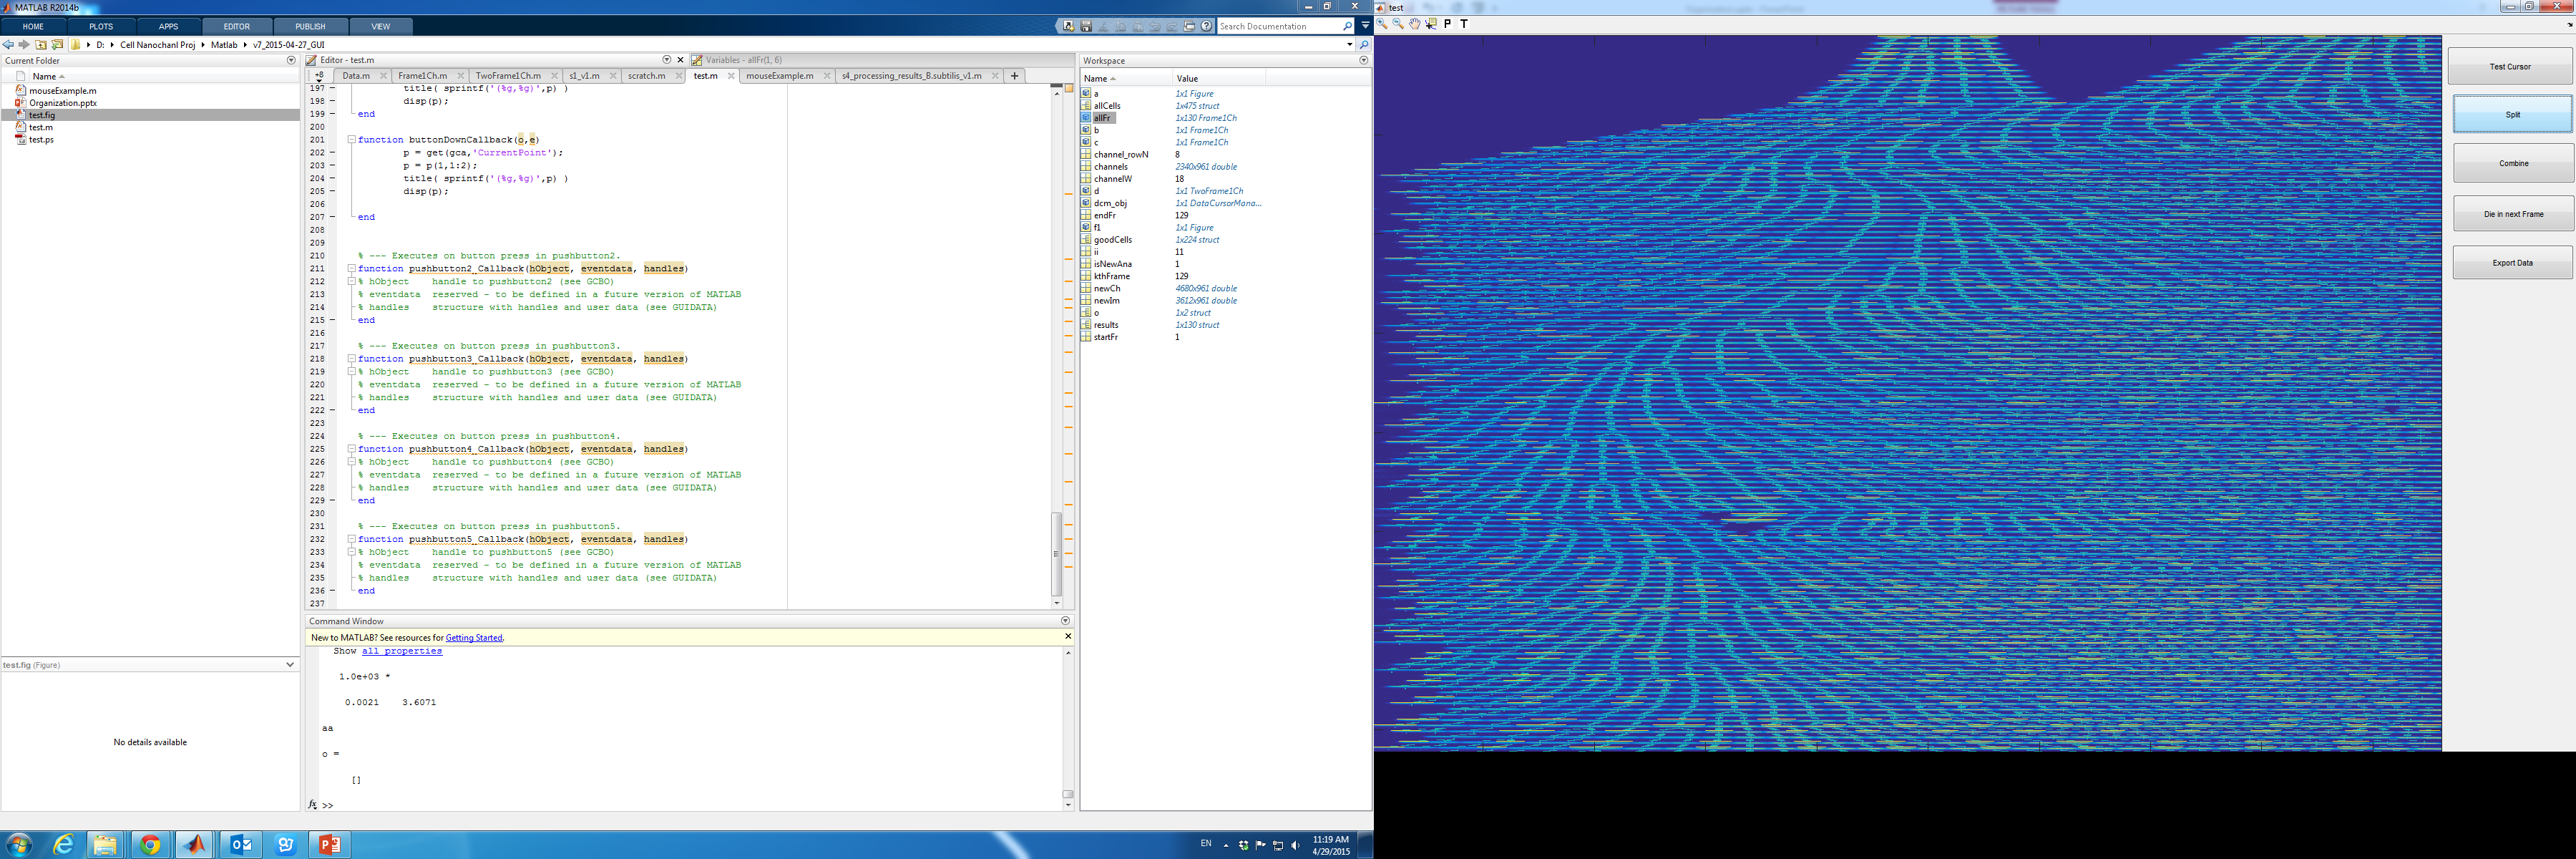 MATLAB R2014b
HOME PLOTS APPS EDITOR PUBLISH VIEW
Search Documentation
D: Cell Nanochanl Proj Matlab v7_2015-04-27_GUI
Current Folder
Name
mouseExample.m
Organization.pptx
test.fig
test.m
test.ps
test.fig (Figure)
No details available
Editor - test.m
Variables - allFr(1, 6)
+8 Data.m Frame1Ch.m TwoFrame1Ch.m s1_v1.m scratch.m test.m mouseExample.m s4_processing_results_B.subtilis_v1.m
197 title( sprintf('(%g,%g)',p) )
198 disp(p);
199 end
200
201 function buttonDownCallback(o,e)
202 p = get(gca,'CurrentPoint');
203 p = p(1,1:2);
204 title( sprintf('(%g,%g)',p) )
205 disp(p);
206
207 end
208
209
210 % --- Executes on button press in pushbutton2.
211 function pushbutton2_Callback(hObject, eventdata, handles)
212 % hObject    handle to pushbutton2 (see GCBO)
213 % eventdata  reserved - to be defined in a future version of MATLAB
214 % handles    structure with handles and user data (see GUIDATA)
215 end
216
217 % --- Executes on button press in pushbutton3.
218 function pushbutton3_Callback(hObject, eventdata, handles)
219 % hObject    handle to pushbutton3 (see GCBO)
220 % eventdata  reserved - to be defined in a future version of MATLAB
221 % handles    structure with handles and user data (see GUIDATA)
222 end
223
224 % --- Executes on button press in pushbutton4.
225 function pushbutton4_Callback(hObject, eventdata, handles)
226 % hObject    handle to pushbutton4 (see GCBO)
227 % eventdata  reserved - to be defined in a future version of MATLAB
228 % handles    structure with handles and user data (see GUIDATA)
229 end
230
231 % --- Executes on button press in pushbutton5.
232 function pushbutton5_Callback(hObject, eventdata, handles)
233 % hObject    handle to pushbutton5 (see GCBO)
234 % eventdata  reserved - to be defined in a future version of MATLAB
235 % handles    structure with handles and user data (see GUIDATA)
236 end
237
Command Window
New to MATLAB? See resources for Getting Started.
Show all properties
1.0e+03 *
0.0021 3.6071
aa
o =
[]
fx >>
Workspace
Name Value
a 1x1 Figure
allCells 1x475 struct
allFr 1x130 Frame1Ch
b 1x1 Frame1Ch
c 1x1 Frame1Ch
channel_rowN 8
channels 2340x961 double
channelW 18
d 1x1 TwoFrame1Ch
dcm_obj 1x1 DataCursorMana...
endFr 129
f1 1x1 Figure
goodCells 1x224 struct
ii 11
isNewAna 1
kthFrame 129
newCh 4680x961 double
newIm 3612x961 double
o 1x2 struct
results 1x130 struct
startFr 1
EN
11:19 AM
4/29/2015
test
P T
Test Cursor
Split
Combine
Die in next Frame
Export Data